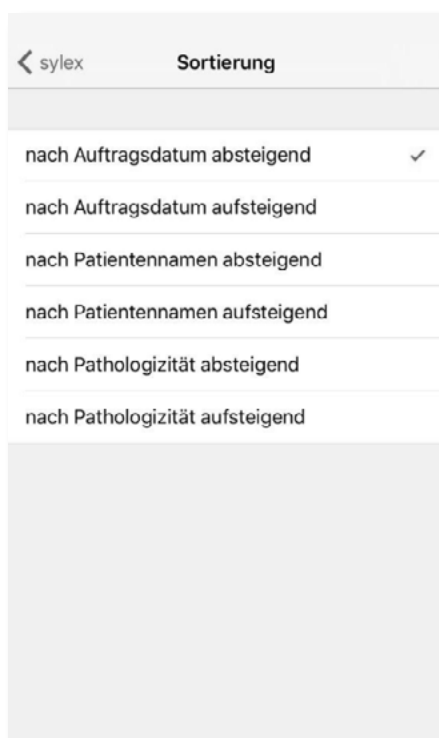 sylex
Sortierung
nach Auftragsdatum absteigend
nach Auftragsdatum aufsteigend
nach Patientennamen absteigend
nach Patientennamen aufsteigend
nach Pathologizität absteigend
nach Pathologizität aufsteigend